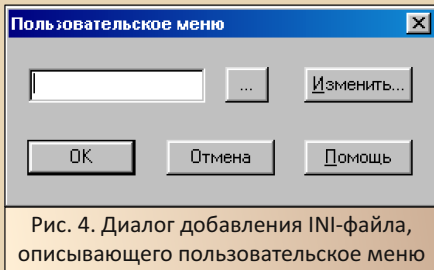 Пользовательское меню
...
Изменить...
OK
Отмена
Помощь
Рис. 4. Диалог добавления INI-файла,
описывающего пользовательское меню